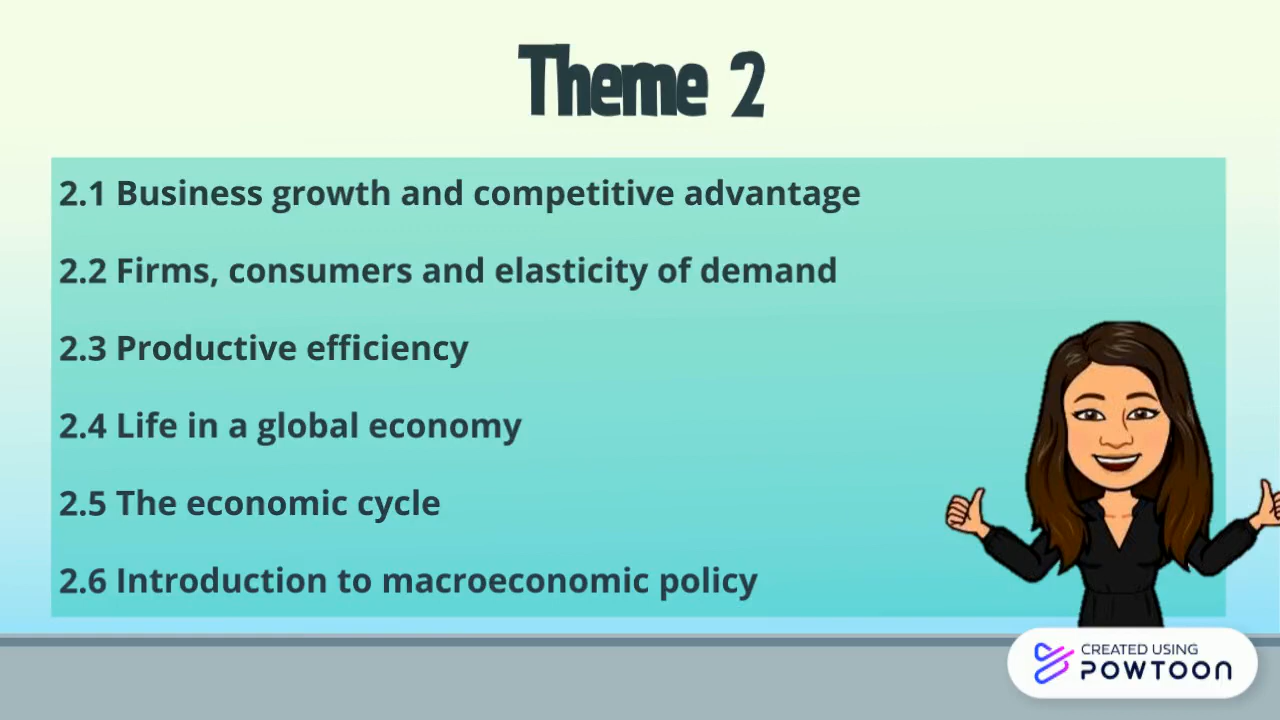 Theme 2
2.1 Business growth and competitive advantage
2.2 Firms, consumers and elasticity of demand
2.3 Productive efficiency
2.4 Life in a global economy
2.5 The economic cycle
2.6 Introduction to macroeconomic policy
CREATED USING
POWTOON